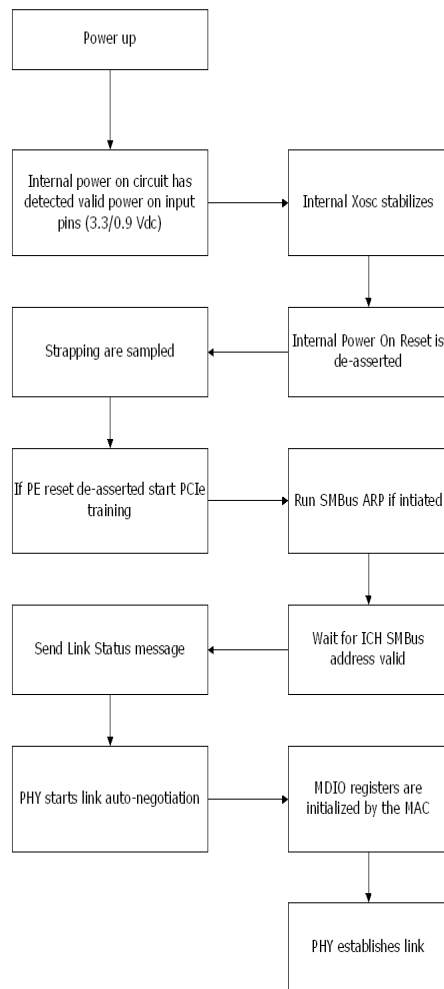 Power up
Internal power on circuit has
detected valid power on input
pins (3.3/0.9 Vdc)
Internal Xosc stabilizes
Internal Power On Reset is
de-asserted
Strapping are sampled
If PE reset de-asserted start PCIe
training
Run SMBus ARP if intiated
Wait for ICH SMBus
address valid
Send Link Status message
PHY starts link auto-negotiation
MDIO registers are
initialized by the MAC
PHY establishes link